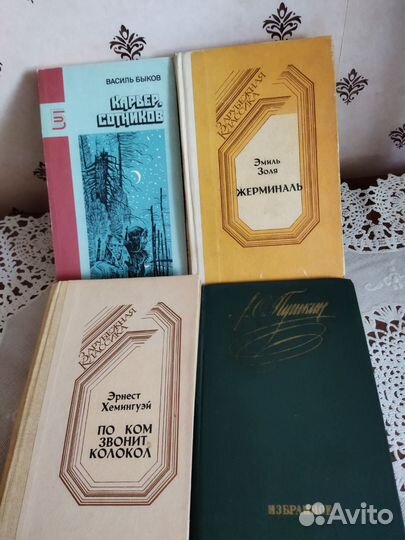 ВАСИЛЬ БЫКОВ
КАРЬЕР.
СОТНИКОВ
ЗАРУБЕЖНАЯ
КЛАССИКА
Эмиль
Золя
ЖЕРМИНАЛЬ
ЗАРУБЕЖНАЯ
КЛАССИКА
Эрнест
Хемингуэй
ПО КОМ
ЗВОНИТ
КОЛОКОЛ
А.С. Пушкин
ИЗБРАННОЕ
Avito